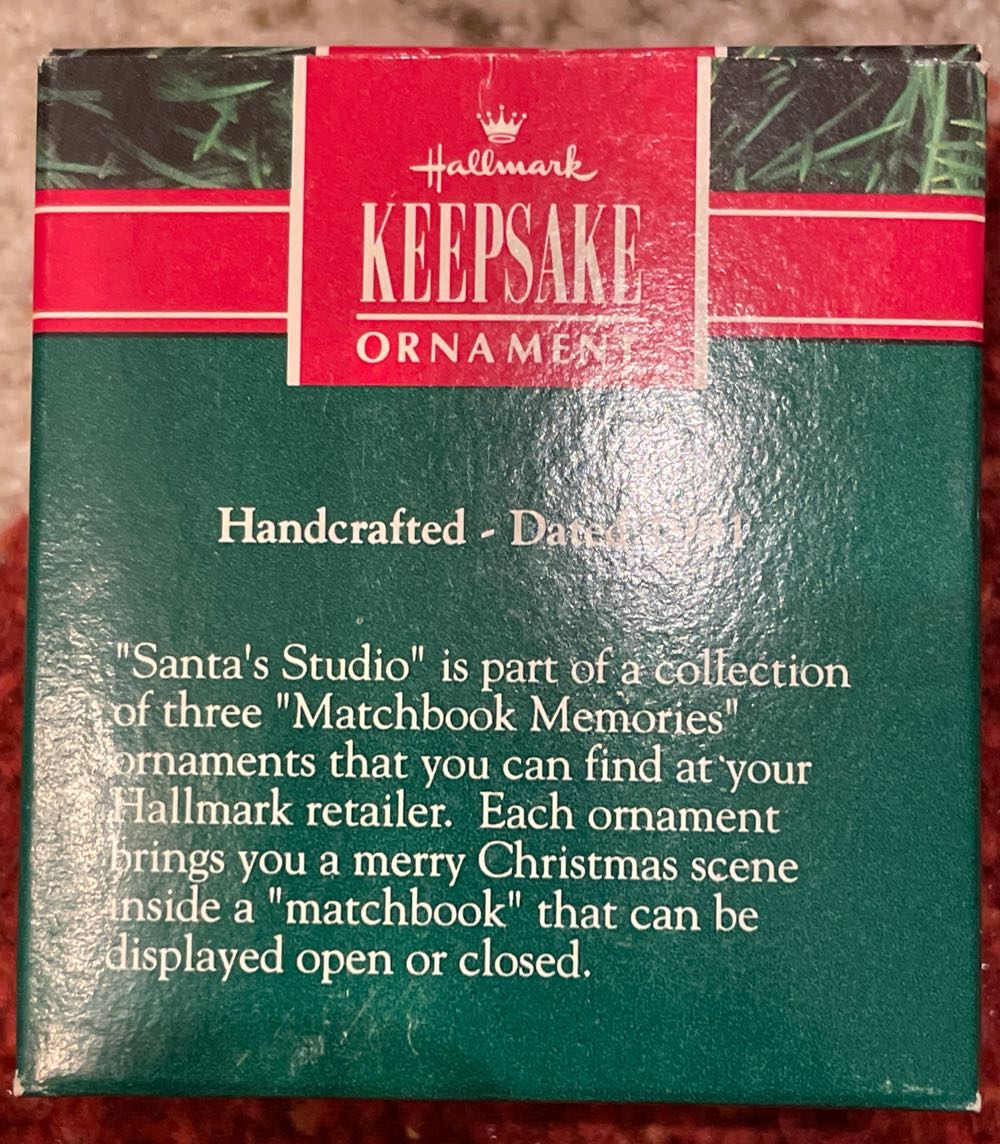 Hallmark
KEEPSAKE
ORNAMENT
Handcrafted - Dated 1991
"Santa's Studio" is part of a collection
of three "Matchbook Memories"
ornaments that you can find at your
Hallmark retailer. Each ornament
brings you a merry Christmas scene
inside a "matchbook" that can be
displayed open or closed.